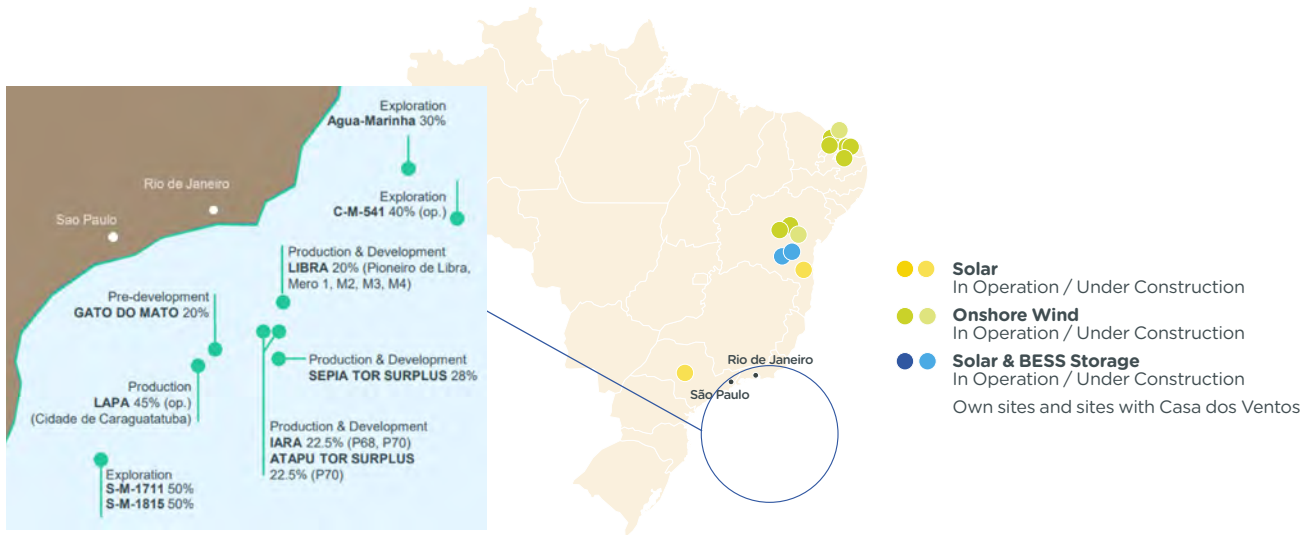 Exploration
Agua-Marinha 30%
Rio de Janeiro
Sao Paulo
Exploration
C-M-541 40% (op.)
Production & Development
LIBRA 20% (Pioneiro de Libra,
Mero 1, M2, M3, M4)
Pre-development
GATO DO MATO 20%
Production & Development
SEPIA TOR SURPLUS 28%
Production
LAPA 45% (op.)
(Cidade de Caraguatatuba)
Production & Development
IARA 22.5% (P68, P70)
ATAPU TOR SURPLUS
22.5% (P70)
Exploration
S-M-1711 50%
S-M-1815 50%
Rio de Janeiro
São Paulo
Solar
In Operation / Under Construction
Onshore Wind
In Operation / Under Construction
Solar & BESS Storage
In Operation / Under Construction
Own sites and sites with Casa dos Ventos